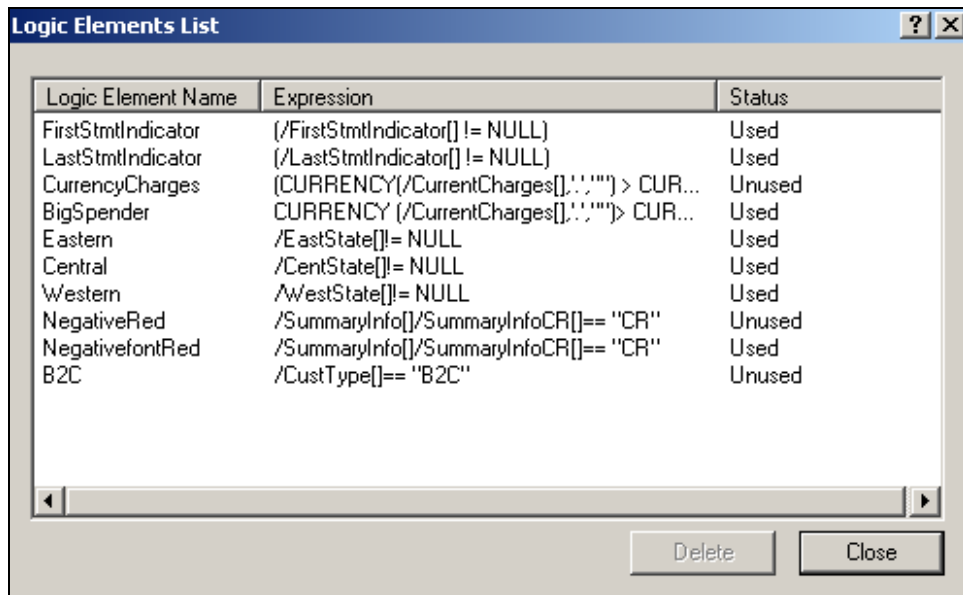 Logic Elements List
Logic Element Name Expression Status
FirstStmtIndicator (/FirstStmtIndicator[] != NULL) Used
LastStmtIndicator (/LastStmtIndicator[] != NULL) Used
CurrencyCharges (CURRENCY(/CurrentCharges[],'.','"') > CUR... Unused
BigSpender CURRENCY (/CurrentCharges[],'.','"')> CUR... Used
Eastern /EastState[]!= NULL Used
Central /CentState[]!= NULL Used
Western /WestState[]!= NULL Used
NegativeRed /SummaryInfo[]/SummaryInfoCR[]== "CR" Unused
NegativefontRed /SummaryInfo[]/SummaryInfoCR[]== "CR" Used
B2C /CustType[]== "B2C" Unused
Delete Close